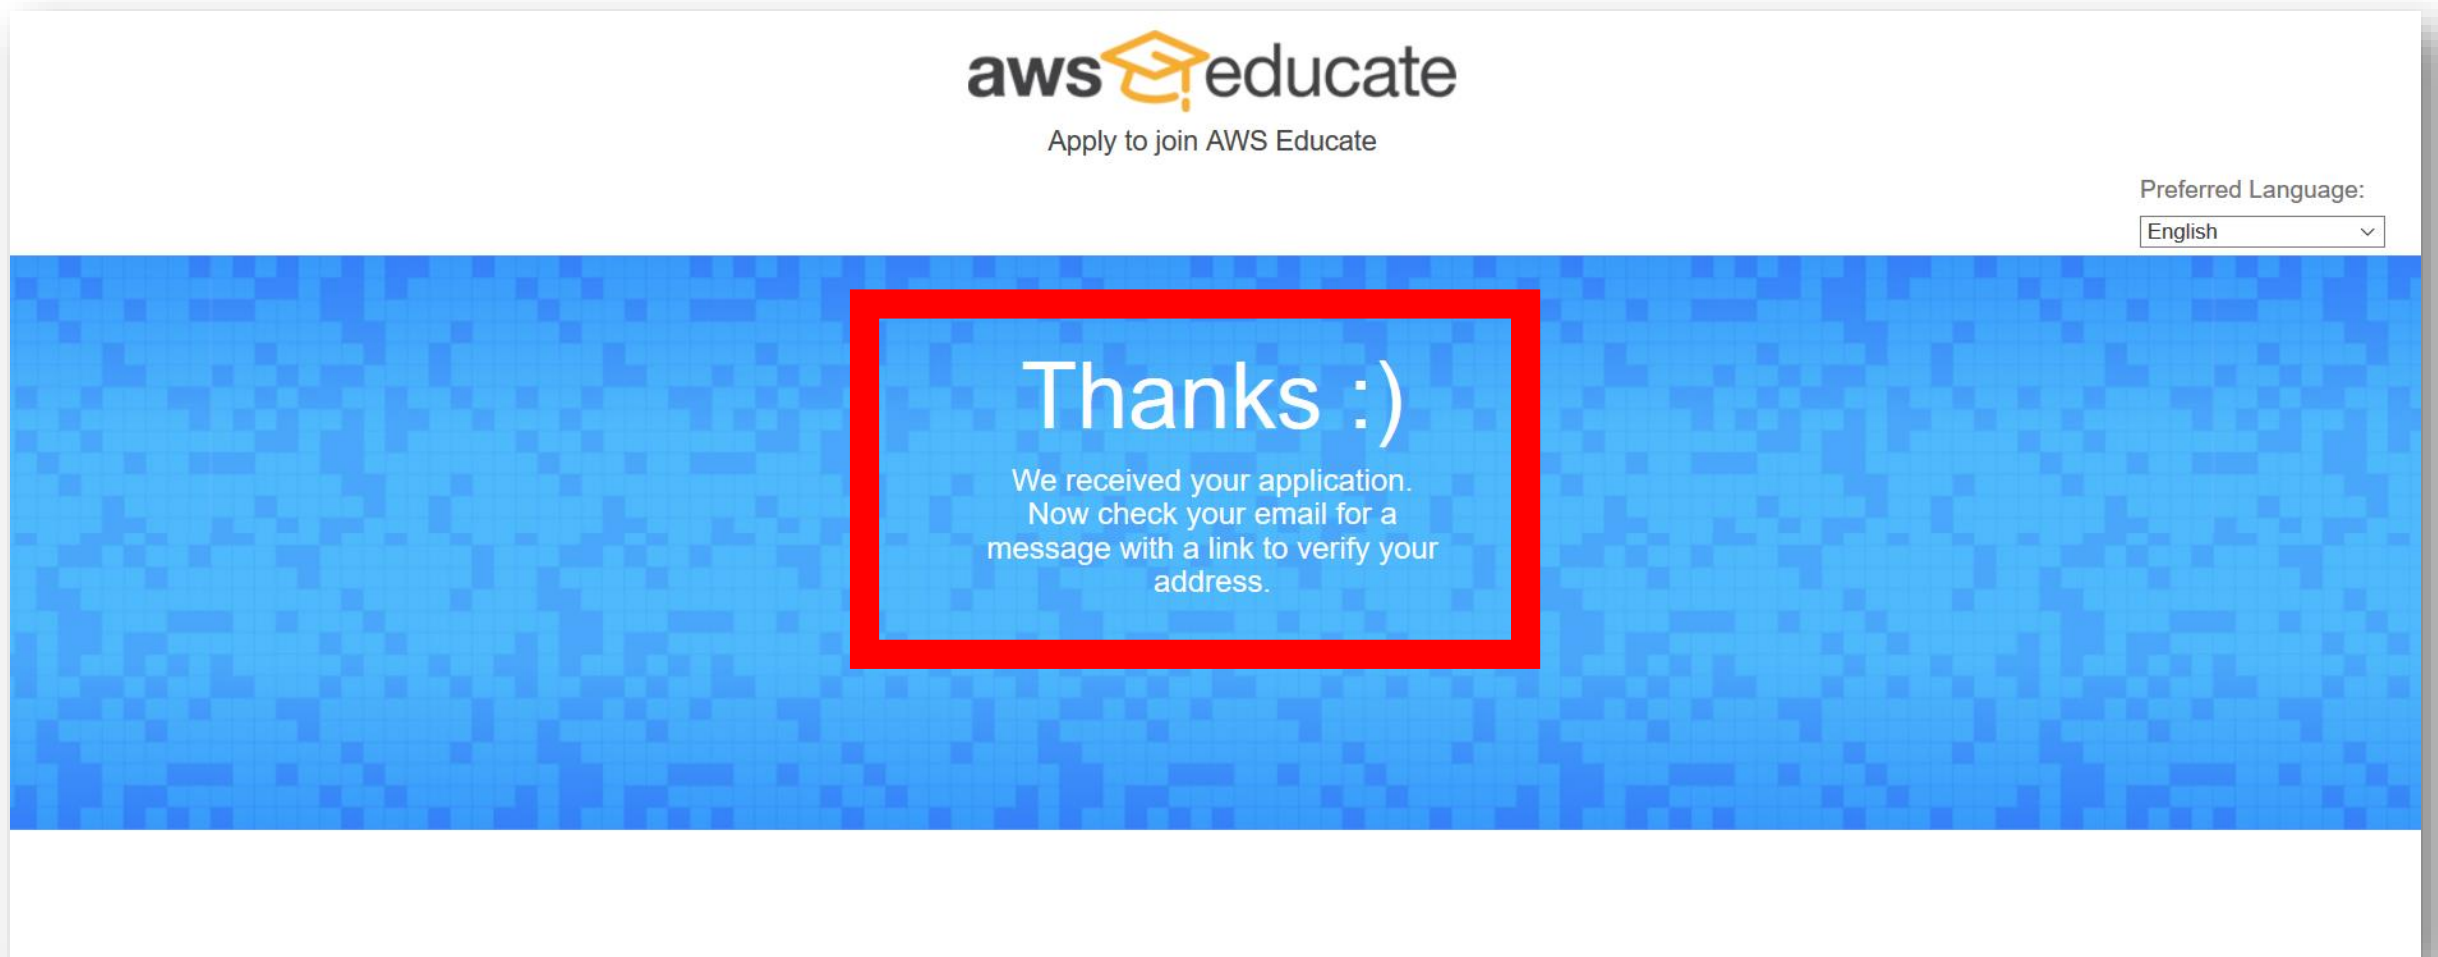 aws educate
Apply to join AWS Educate
Preferred Language:
English
Thanks :)
We received your application.
Now check your email for a
message with a link to verify your
address.